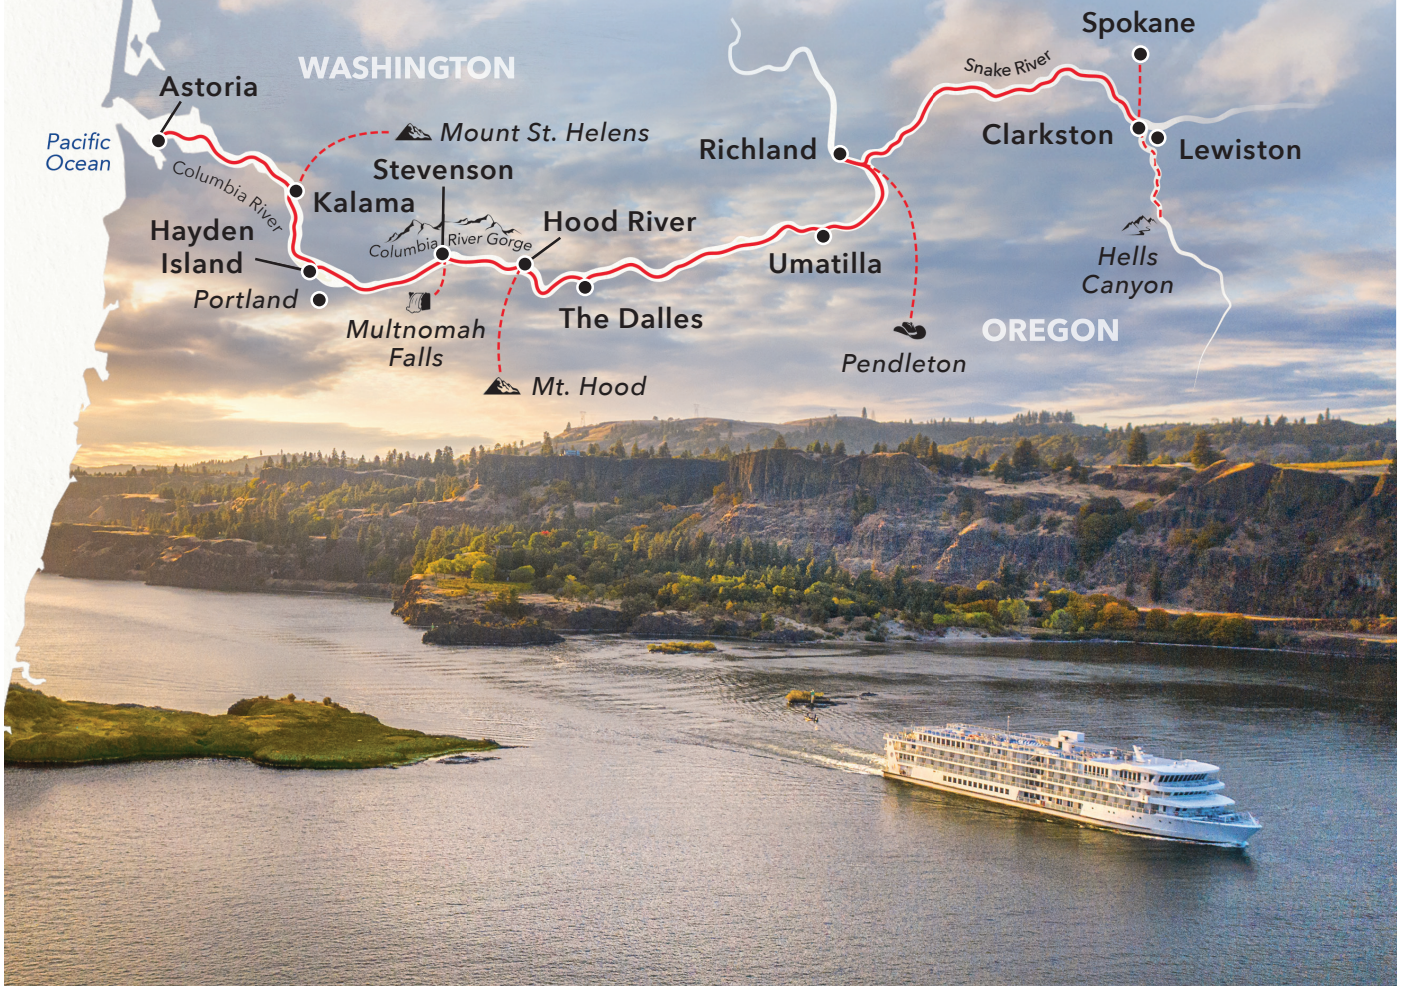 Spokane
Snake River
WASHINGTON
Astoria
Mount St. Helens
Pacific
Ocean
Richland
Clarkston
Lewiston
Columbia River
Stevenson
Kalama
Hood River
Hayden
Island
Columbia River Gorge
Umatilla
Hells
Canyon
Portland
The Dalles
Multnomah
Falls
OREGON
Pendleton
Mt. Hood